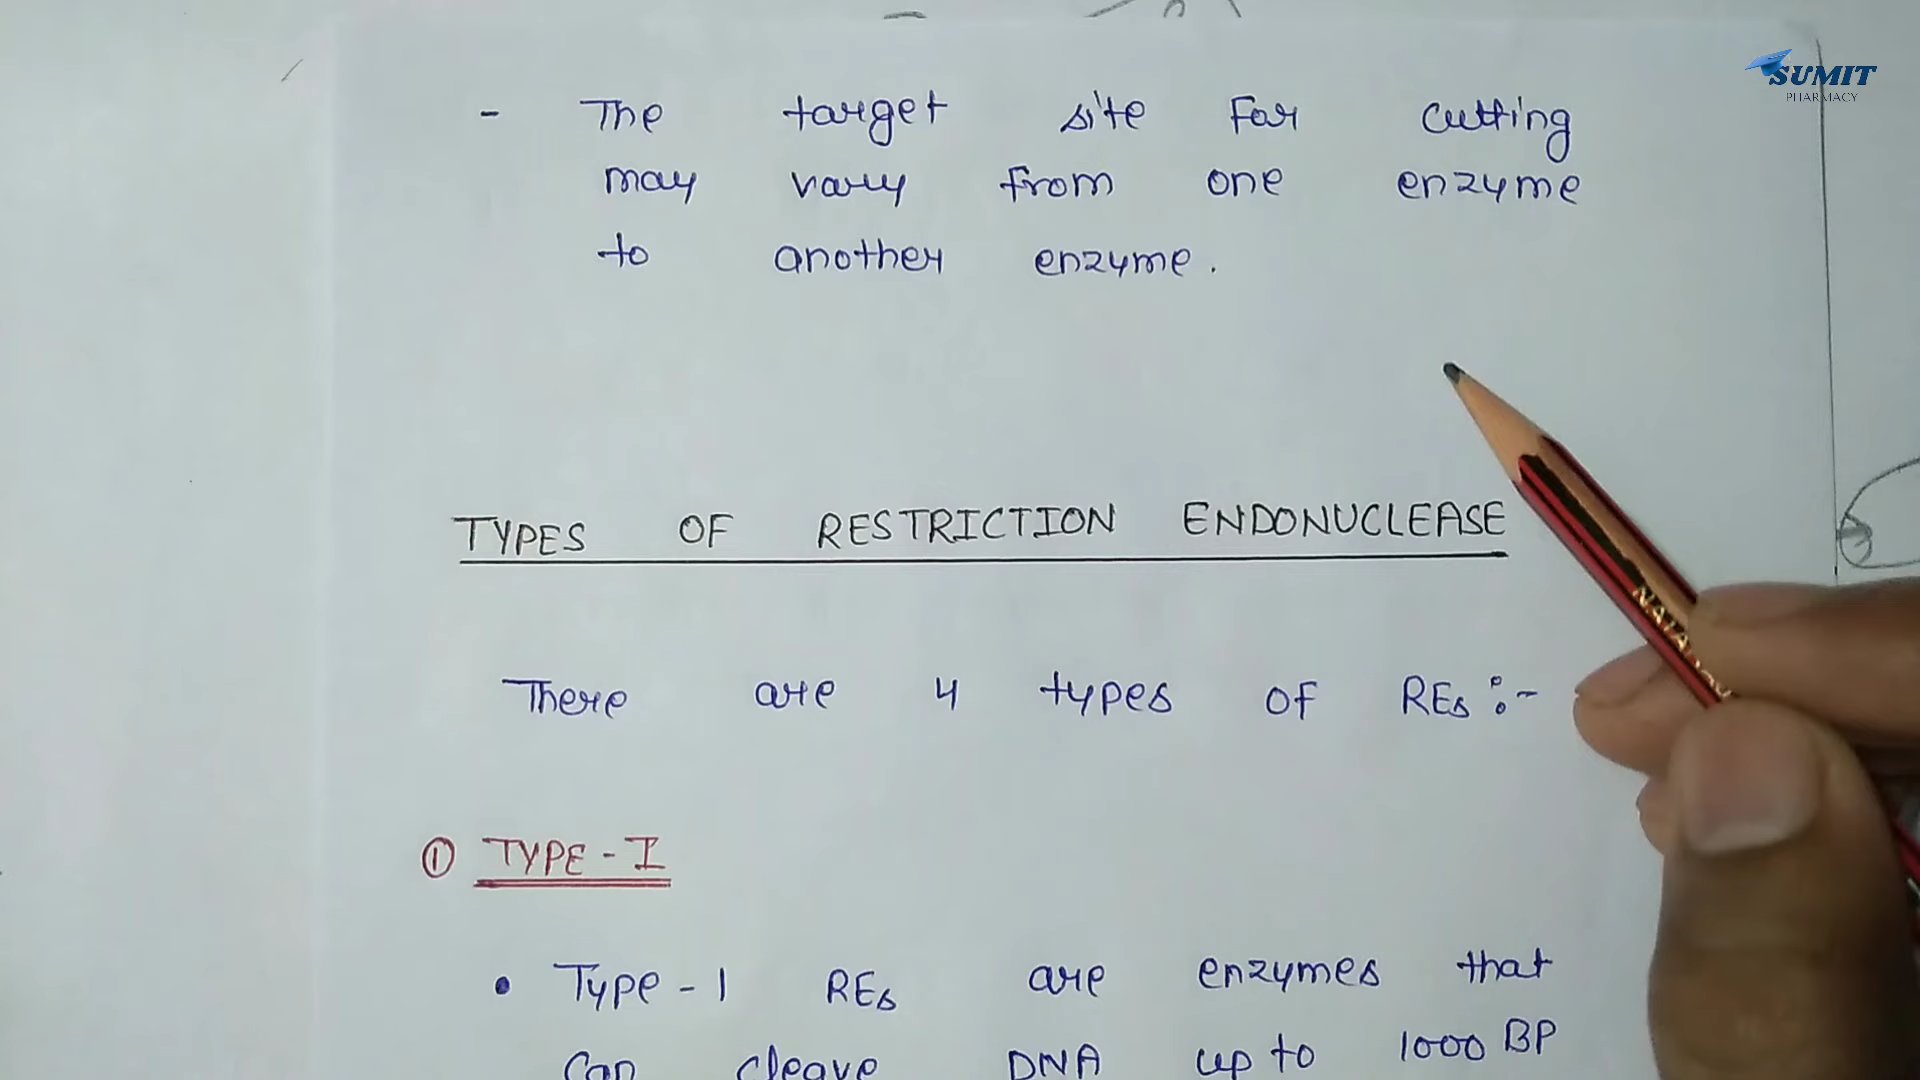 SUMIT
PHARMACY
- The target site for cutting
may vary from one enzyme
to another enzyme.
TYPES OF RESTRICTION ENDONUCLEASE
There are 4 types of REs :-
① TYPE - I
• Type - 1 REs are enzymes that
can cleave DNA up to 1000 BP
NATARAJ